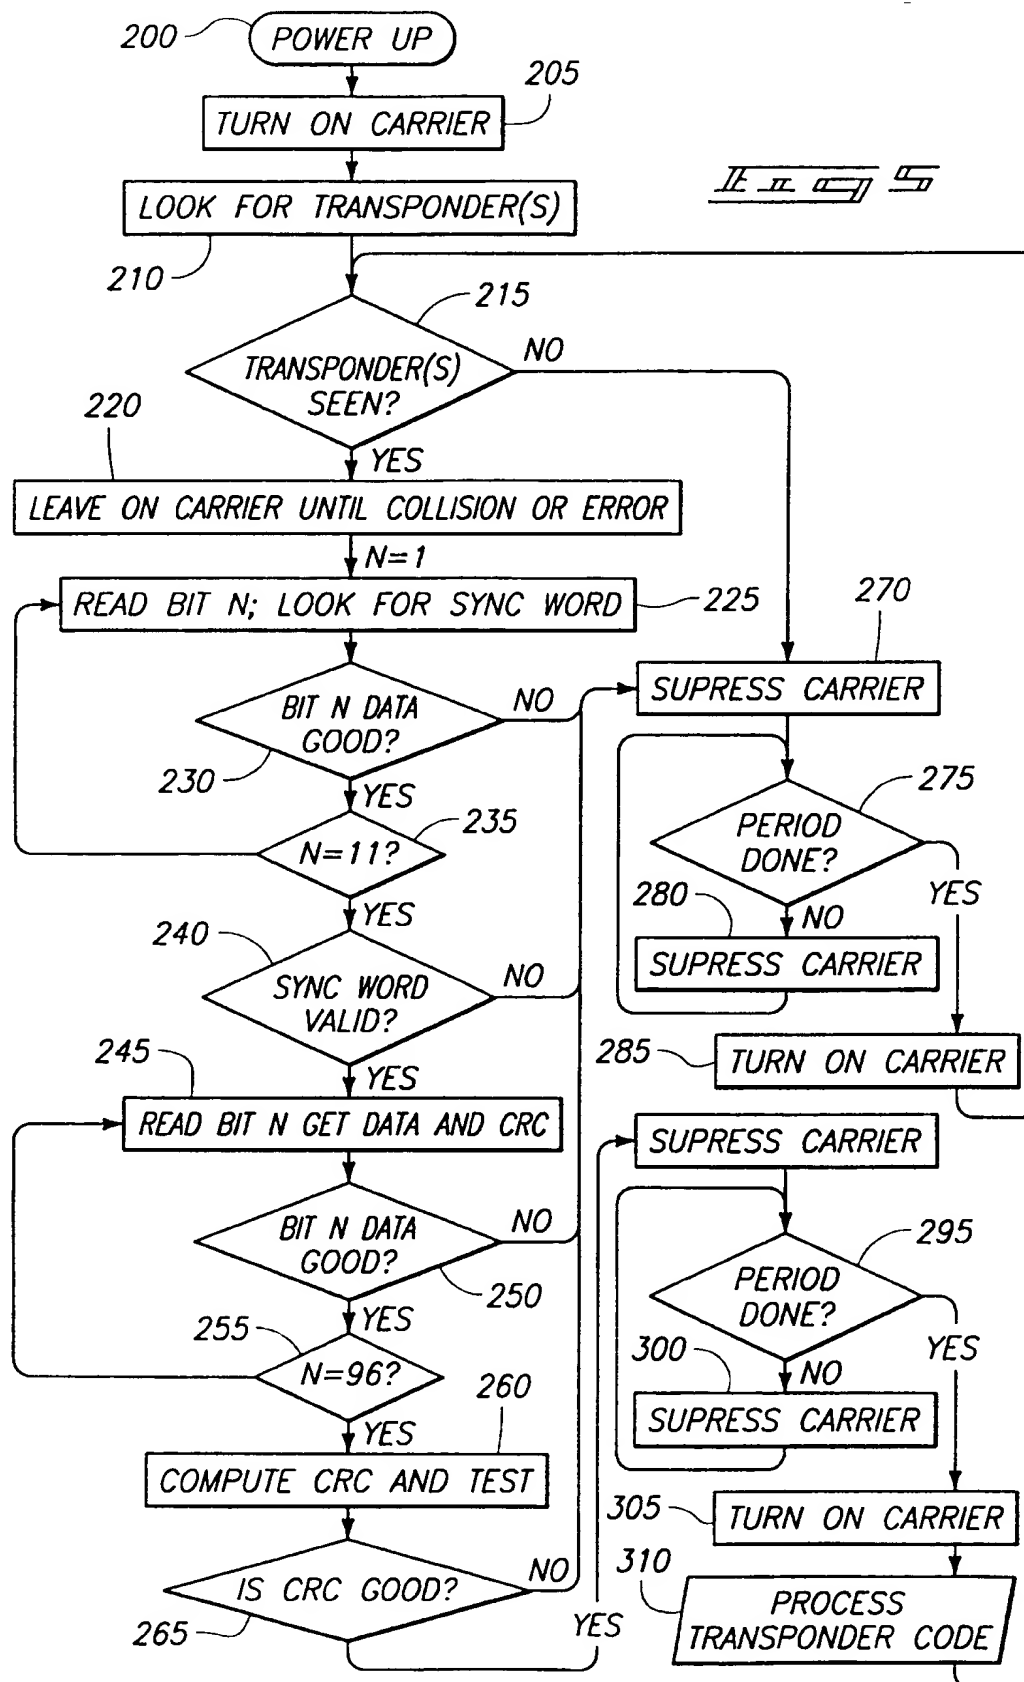 200
POWER UP
205
TURN ON CARRIER
Fig 5
LOOK FOR TRANSPONDER(S)
210
215
TRANSPONDER(S)
SEEN?
NO
220
YES
LEAVE ON CARRIER UNTIL COLLISION OR ERROR
N=1
READ BIT N; LOOK FOR SYNC WORD
225
270
BIT N DATA
GOOD?
NO
SUPRESS CARRIER
230
YES
235
N=11?
275
PERIOD
DONE?
YES
YES
240
280
NO
SYNC WORD
VALID?
NO
SUPRESS CARRIER
245
YES
285
TURN ON CARRIER
READ BIT N GET DATA AND CRC
SUPRESS CARRIER
BIT N DATA
GOOD?
NO
250
295
PERIOD
DONE?
YES
255
YES
N=96?
300
NO
260
YES
SUPRESS CARRIER
COMPUTE CRC AND TEST
305
TURN ON CARRIER
IS CRC GOOD?
NO
265
YES
310
PROCESS
TRANSPONDER CODE